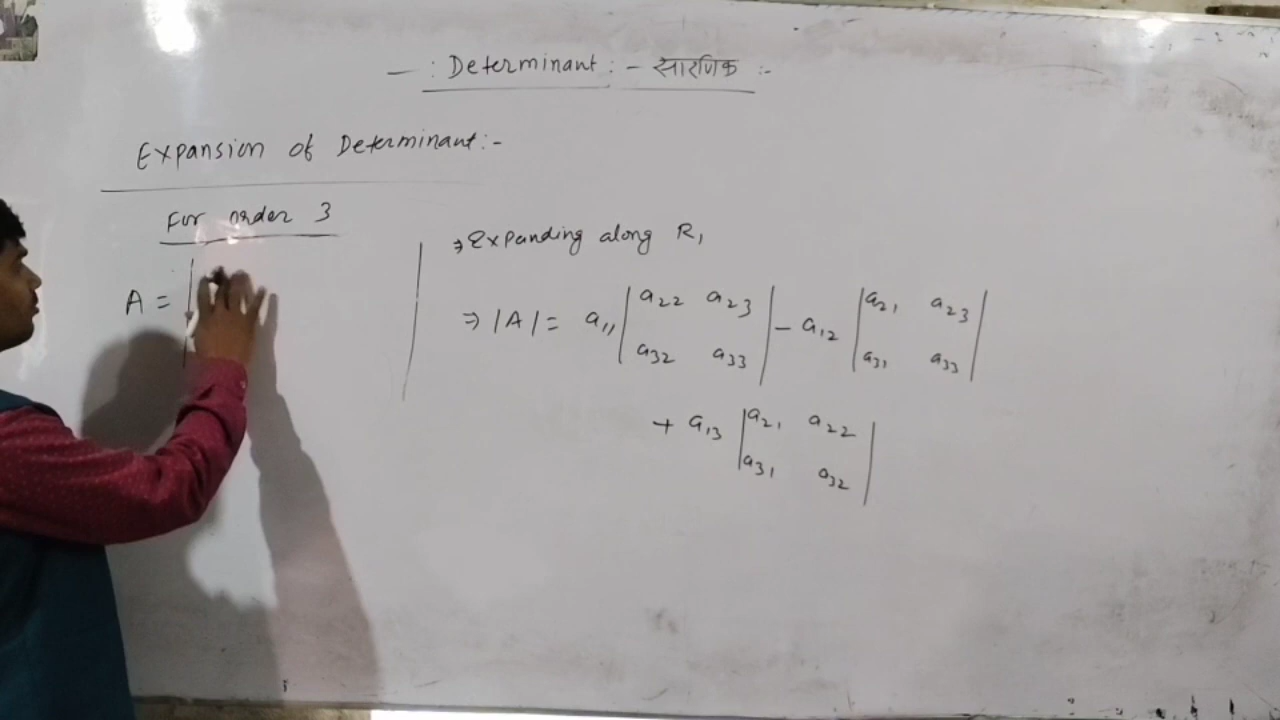 — : Determinant : - सारणिक :-
Expansion of Determinant:-
For order 3
A = | |
⇒ Expanding along R₁
⇒ |A| = a₁₁ | a₂₂ a₂₃ | - a₁₂ | a₂₁ a₂₃ |
| a₃₂ a₃₃ | | a₃₁ a₃₃ |
+ a₁₃ | a₂₁ a₂₂ |
| a₃₁ a₃₂ |